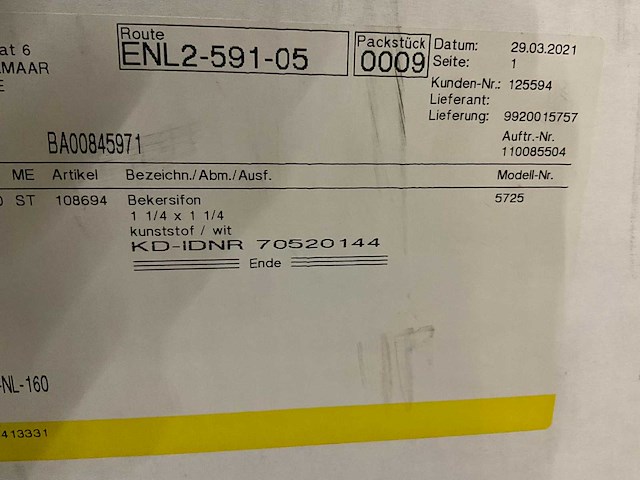 at 6
MAAR
E
Route
ENL2-591-05
Packstück
0009
Datum: 29.03.2021
Seite: 1
Kunden-Nr.: 125594
Lieferant:
Lieferung: 9920015757
Auftr.-Nr.
110085504
BA00845971
ME Artikel Bezeichn./Abm./Ausf. Modell-Nr.
0 ST 108694 Bekersifon 5725
1 1/4 x 1 1/4
kunststof / wit
KD-IDNR 70520144
Ende
-NL-160
413331